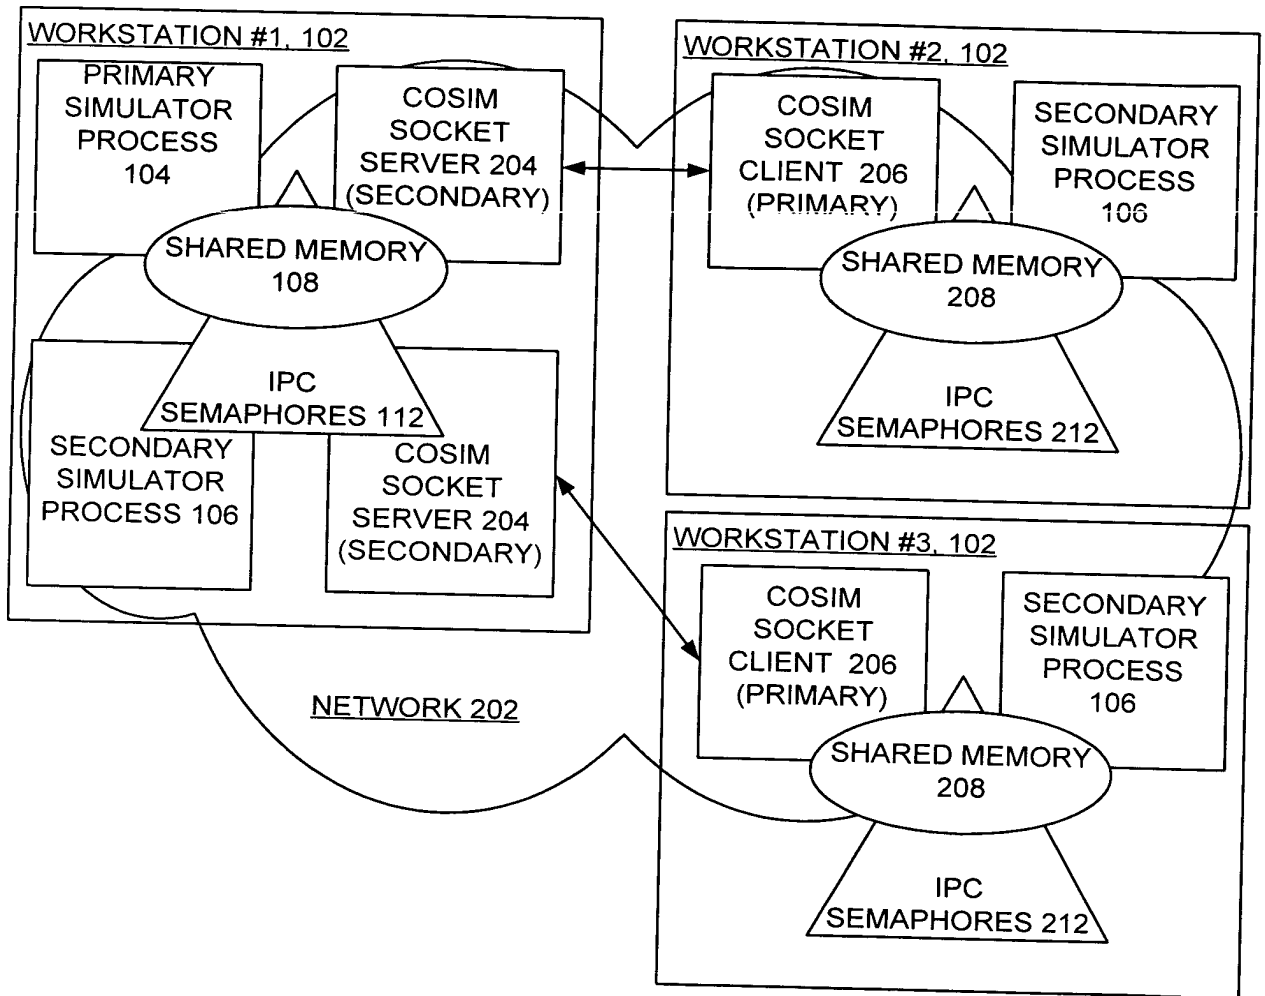 WORKSTATION #1, 102
PRIMARY
SIMULATOR
PROCESS
104
COSIM
SOCKET
SERVER 204
(SECONDARY)
SHARED MEMORY
108
IPC
SEMAPHORES 112
SECONDARY
SIMULATOR
PROCESS 106
COSIM
SOCKET
SERVER 204
(SECONDARY)
WORKSTATION #2, 102
COSIM
SOCKET
CLIENT 206
(PRIMARY)
SECONDARY
SIMULATOR
PROCESS
106
SHARED MEMORY
208
IPC
SEMAPHORES 212
WORKSTATION #3, 102
COSIM
SOCKET
CLIENT 206
(PRIMARY)
SECONDARY
SIMULATOR
PROCESS
106
SHARED MEMORY
208
IPC
SEMAPHORES 212
NETWORK 202